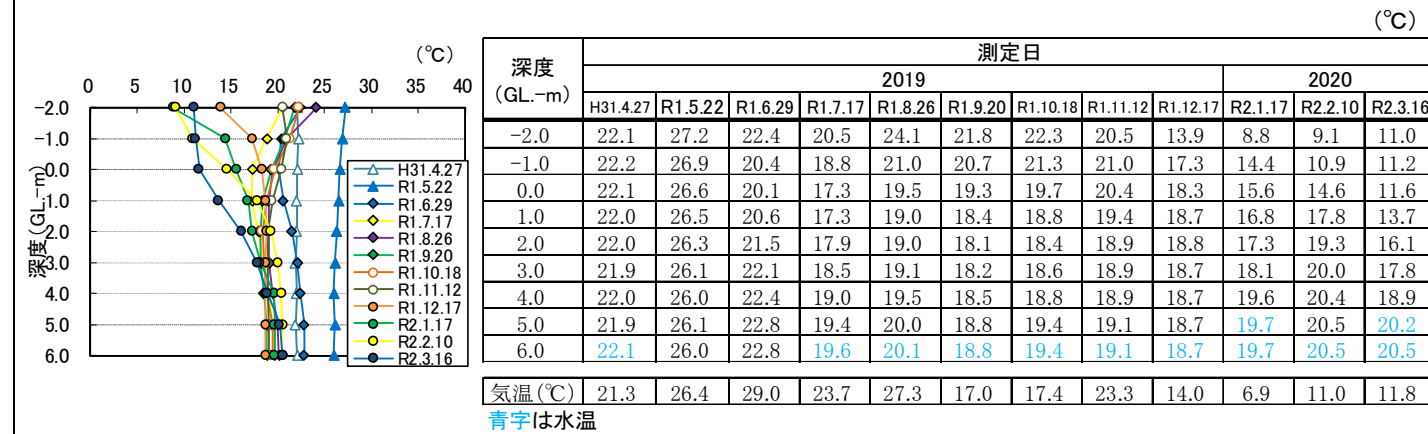 (℃)
(℃)
0 5 10 15 20 25 30 35 40
-2.0
-1.0
0.0
1.0
2.0
3.0
4.0
5.0
6.0
深度(GL.-m)
H31.4.27
R1.5.22
R1.6.29
R1.7.17
R1.8.26
R1.9.20
R1.10.18
R1.11.12
R1.12.17
R2.1.17
R2.2.10
R2.3.16
深度 (GL.-m) 測定日
2019 2020
H31.4.27 R1.5.22 R1.6.29 R1.7.17 R1.8.26 R1.9.20 R1.10.18 R1.11.12 R1.12.17 R2.1.17 R2.2.10 R2.3.16
-2.0 22.1 27.2 22.4 20.5 24.1 21.8 22.3 20.5 13.9 8.8 9.1 11.0
-1.0 22.2 26.9 20.4 18.8 21.0 20.7 21.3 21.0 17.3 14.4 10.9 11.2
0.0 22.1 26.6 20.1 17.3 19.5 19.3 19.7 20.4 18.3 15.6 14.6 11.6
1.0 22.0 26.5 20.6 17.3 19.0 18.4 18.8 19.4 18.7 16.8 17.8 13.7
2.0 22.0 26.3 21.5 17.9 19.0 18.1 18.4 18.9 18.8 17.3 19.3 16.1
3.0 21.9 26.1 22.1 18.5 19.1 18.2 18.6 18.9 18.7 18.1 20.0 17.8
4.0 22.0 26.0 22.4 19.0 19.5 18.5 18.8 18.9 18.7 19.6 20.4 18.9
5.0 21.9 26.1 22.8 19.4 20.0 18.8 19.4 19.1 18.7 19.7 20.5 20.2
6.0 22.1 26.0 22.8 19.6 20.1 18.8 19.4 19.1 18.7 19.7 20.5 20.5
気温(℃) 21.3 26.4 29.0 23.7 27.3 17.0 17.4 23.3 14.0 6.9 11.0 11.8
青字は水温